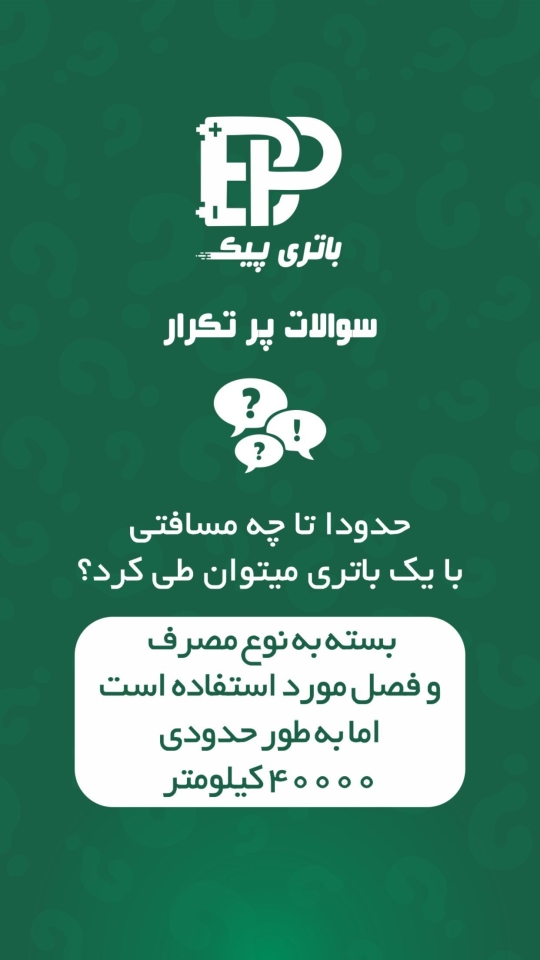 باتری پیک
سوالات پر تکرار
حدودا تا چه مسافتی
با یک باتری میتوان طی کرد؟
بسته به نوع مصرف
و فصل مورد استفاده است
اما به طور حدودی
۴۰۰۰۰ کیلومتر